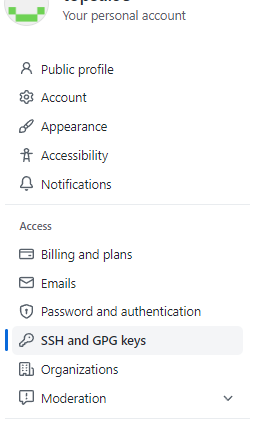 Your personal account
Public profile
Account
Appearance
Accessibility
Notifications
Access
Billing and plans
Emails
Password and authentication
SSH and GPG keys
Organizations
Moderation